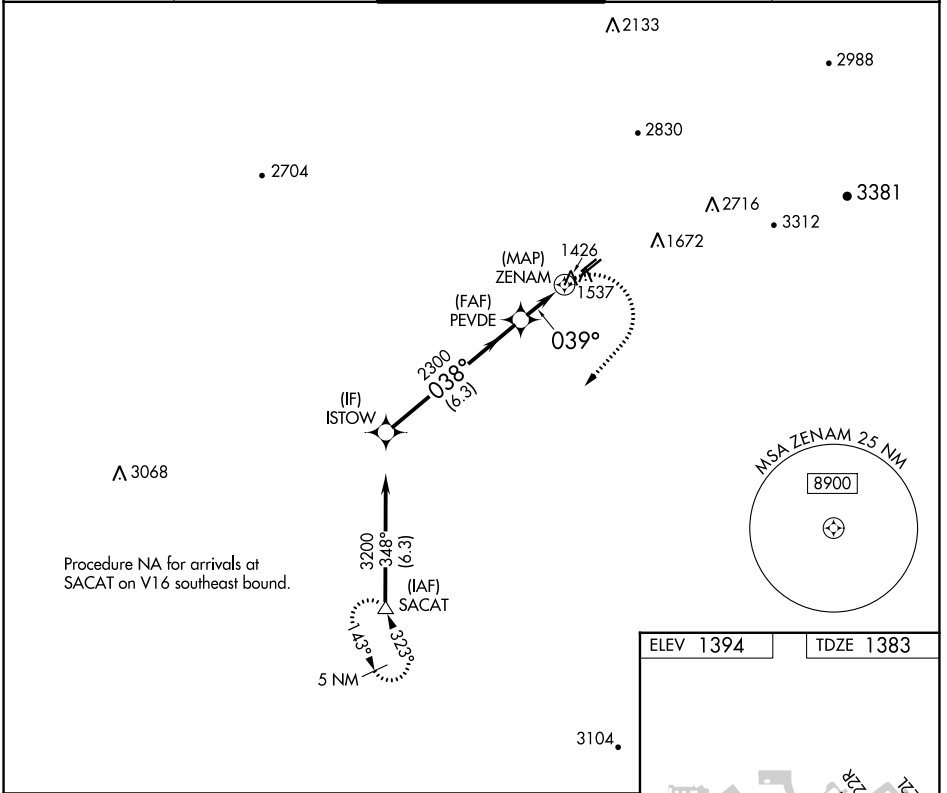 2133
2988
2830
2704
2716
3381
3312
1672
1426
(MAP)
ZENAM
1537
(FAF)
PEVDE
039°
2300
038°
(6.3)
(IF)
ISTOW
3068
MSA ZENAM 25 NM
8900
3200
348°
(6.3)
Procedure NA for arrivals at
SACAT on V16 southeast bound.
(IAF)
SACAT
143°
323°
5 NM
ELEV 1394
TDZE 1383
3104
22R